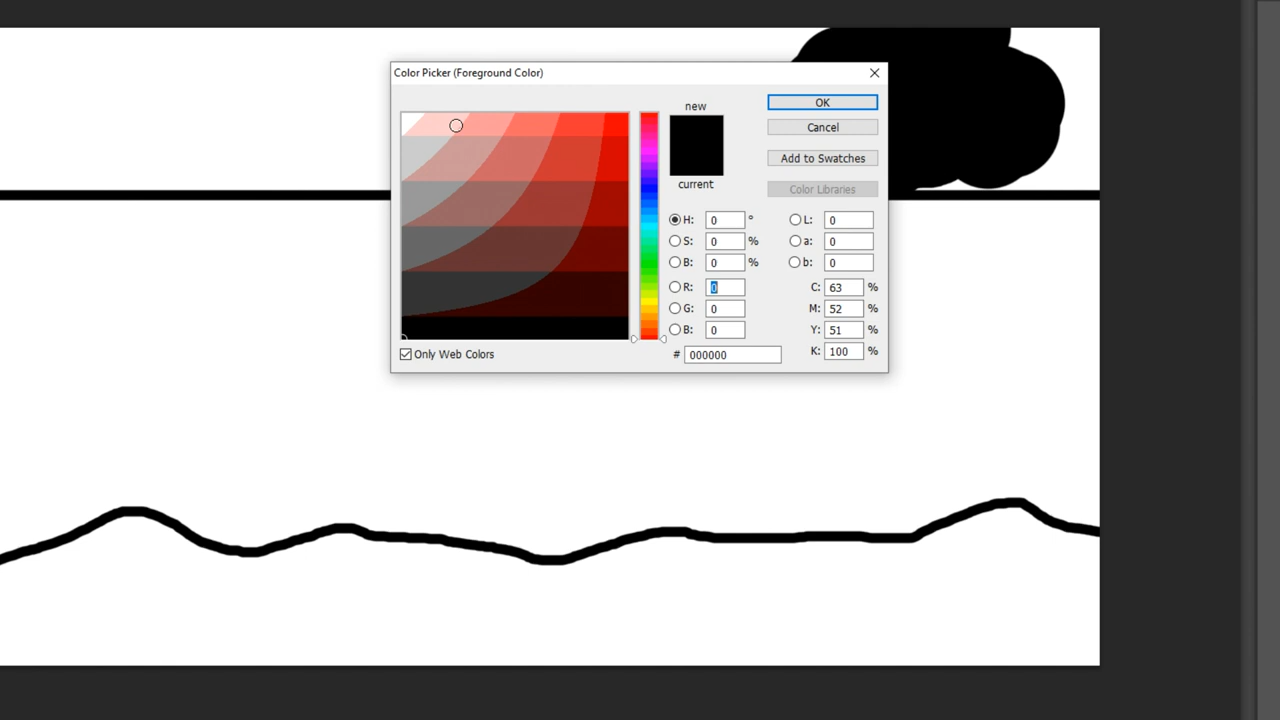 Color Picker (Foreground Color)
new
current
OK
Cancel
Add to Swatches
Color Libraries
H: 0 °
S: 0 %
B: 0 %
R: 0
G: 0
B: 0
# 000000
L: 0
a: 0
b: 0
C: 63 %
M: 52 %
Y: 51 %
K: 100 %
Only Web Colors